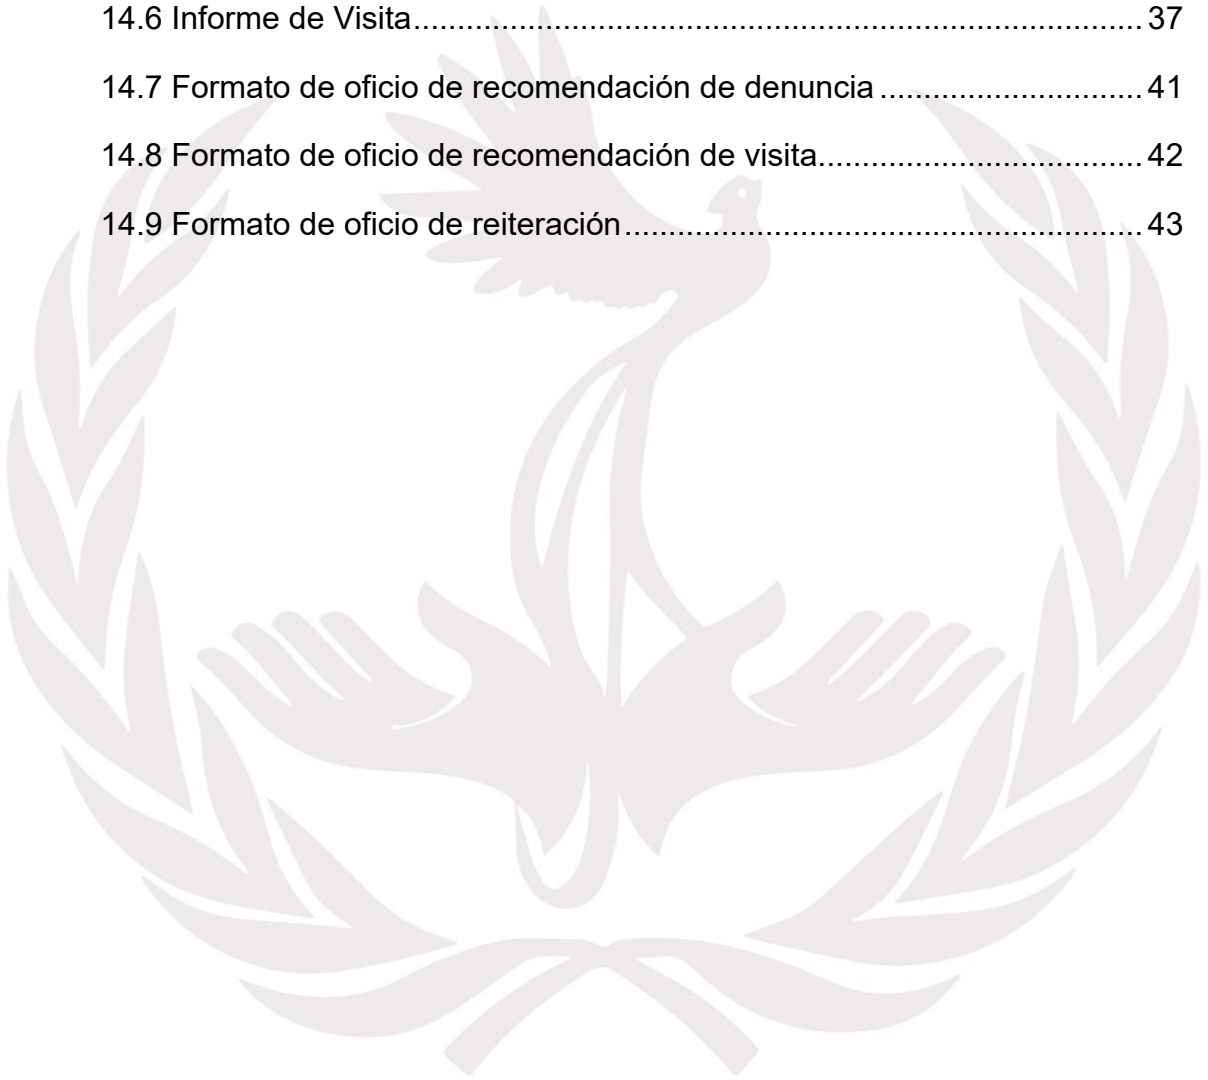 14.6 Informe de Visita........................................................................................ 37
14.7 Formato de oficio de recomendación de denuncia ................................ 41
14.8 Formato de oficio de recomendación de visita....................................... 42
14.9 Formato de oficio de reiteración.............................................................. 43